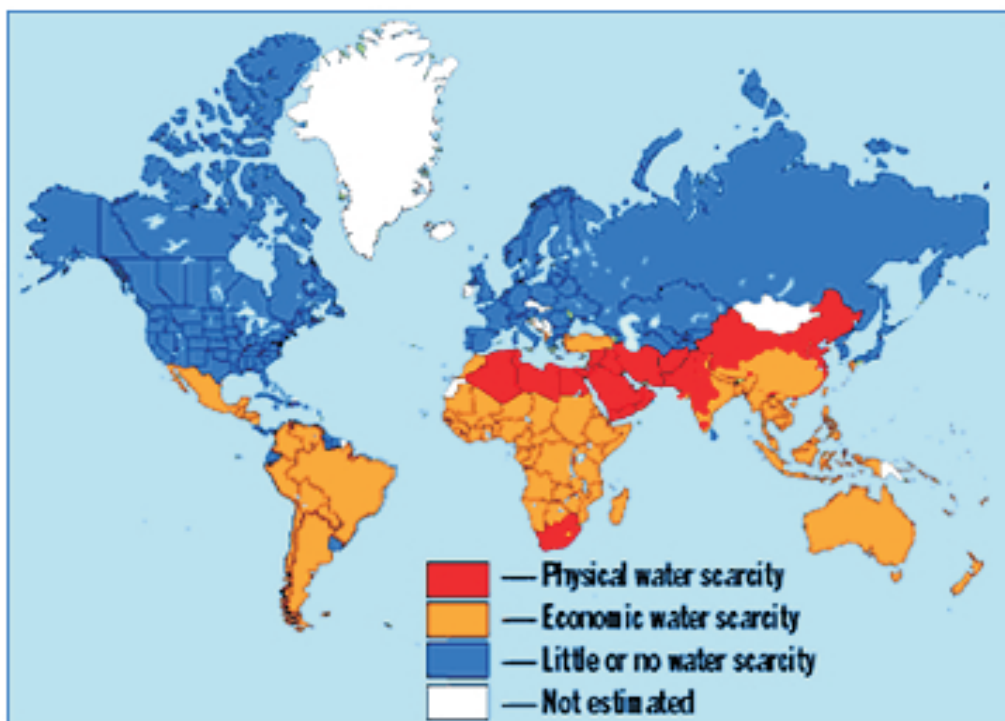 — Physical water scarcity
— Economic water scarcity
— Little or no water scarcity
— Not estimated